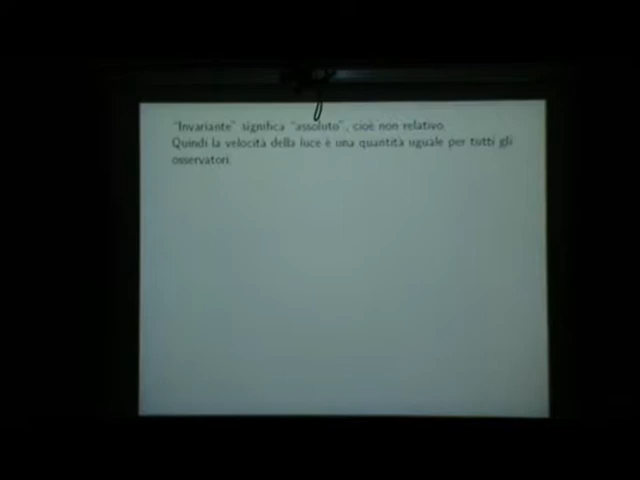 "Invariante" significa "assoluto", cioè non relativo.
Quindi la velocità della luce è una quantità uguale per tutti gli
osservatori.